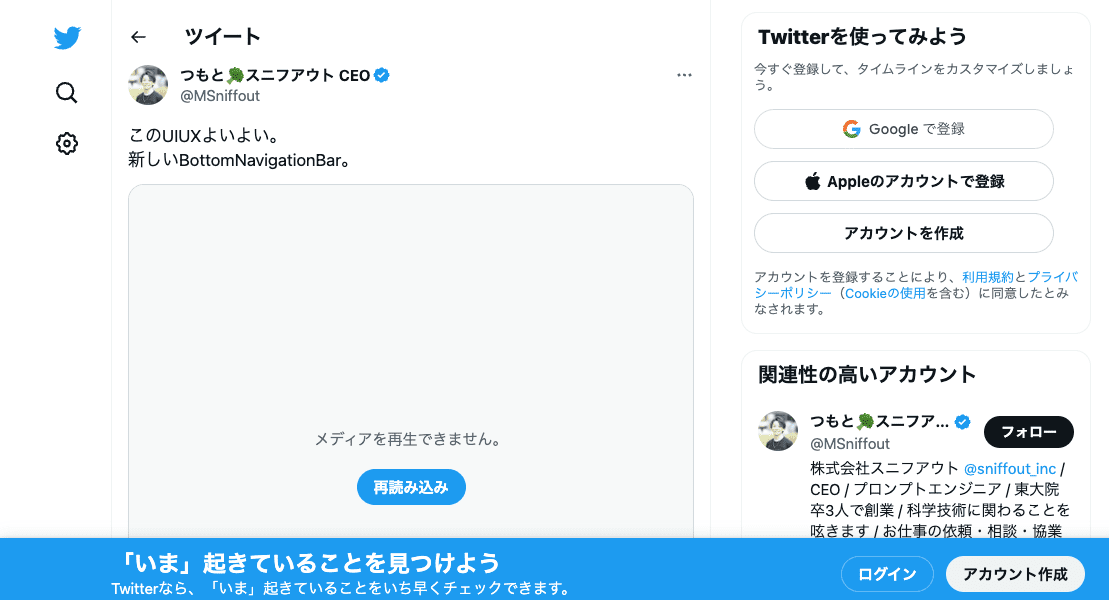 ツイート
つもと🥦スニフアウト CEO
@MSniffout
このUIUXよいよい。
新しいBottomNavigationBar。
メディアを再生できません。
再読み込み
Twitterを使ってみよう
今すぐ登録して、タイムラインをカスタマイズしましょ
う。
Google で登録
Appleのアカウントで登録
アカウントを作成
アカウントを登録することにより、利用規約とプライバ
シーポリシー（Cookieの使用を含む）に同意したとみ
なされます。
関連性の高いアカウント
つもと🥦スニフア...
@MSniffout
フォロー
株式会社スニフアウト @sniffout_inc /
CEO / プロンプトエンジニア / 東大院
卒3人で創業 / 科学技術に関わることを
呟きます / お仕事の依頼・相談・協業
「いま」起きていることを見つけよう
Twitterなら、「いま」起きていることをいち早くチェックできます。
ログイン
アカウント作成